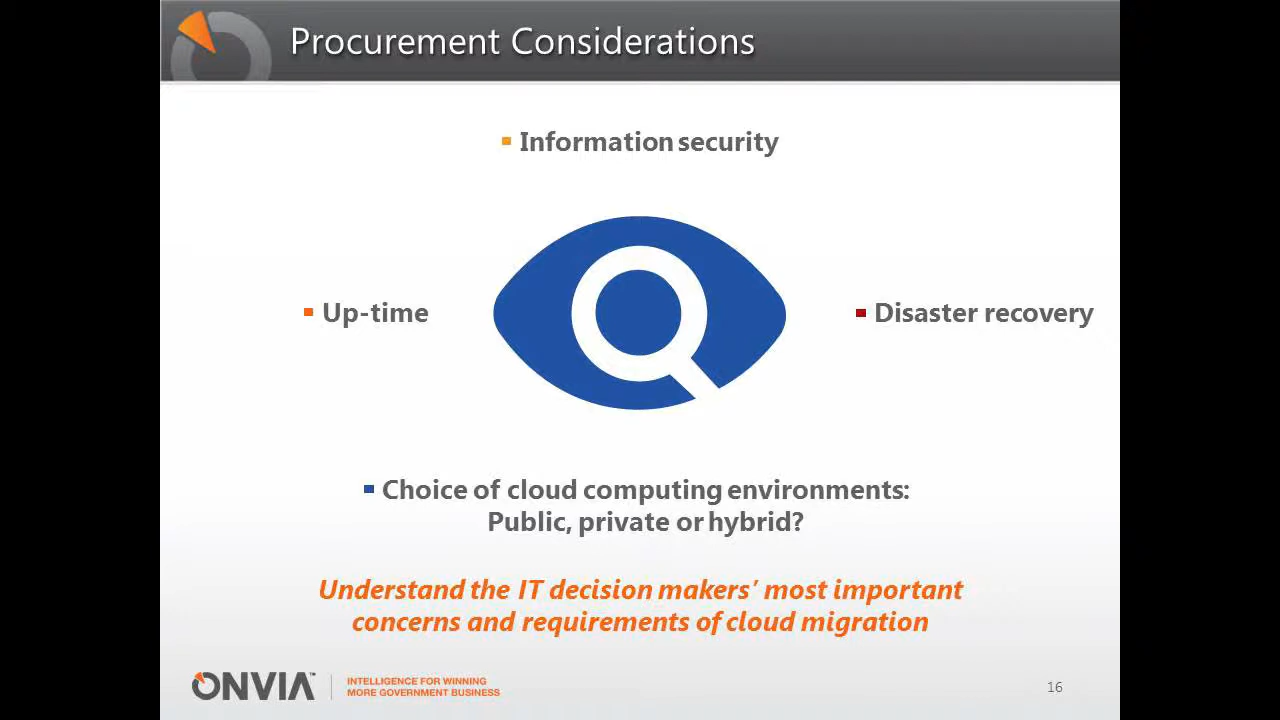 Procurement Considerations
Information security
Up-time
Disaster recovery
Choice of cloud computing environments:
Public, private or hybrid?
Understand the IT decision makers’ most important
concerns and requirements of cloud migration
ONVIA™
INTELLIGENCE FOR WINNING
MORE GOVERNMENT BUSINESS
16